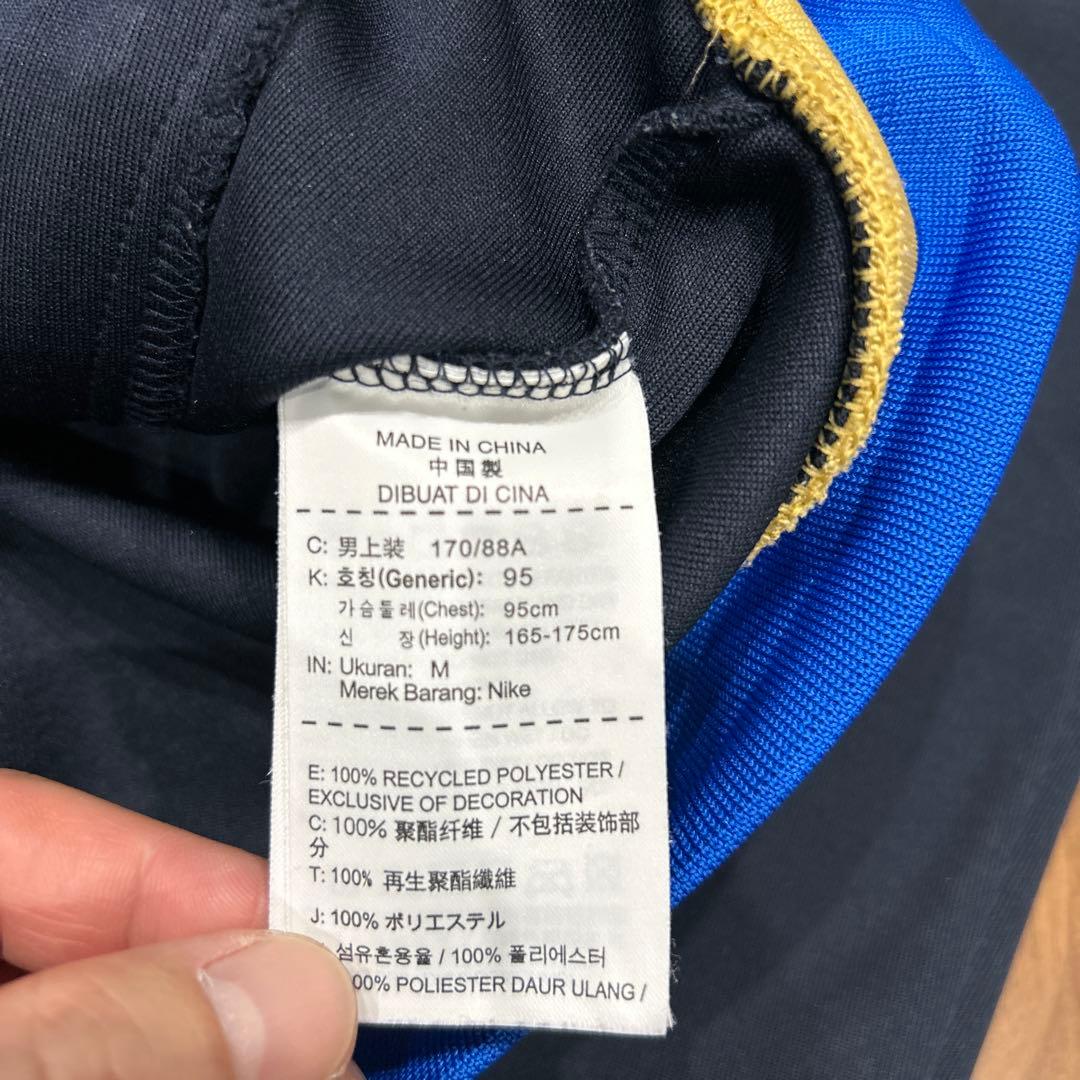 MADE IN CHINA
中国製
DIBUAT DI CINA
C: 男上装 170/88A
K: 호칭(Generic): 95
가슴둘레(Chest): 95cm
신 장(Height): 165-175cm
IN: Ukuran: M
Merek Barang: Nike
E: 100% RECYCLED POLYESTER /
EXCLUSIVE OF DECORATION
C: 100% 聚酯纤维 / 不包括装饰部
分
T: 100% 再生聚酯纖維
J: 100% ポリエステル
섬유혼용율 / 100% 폴리에스터
00% POLIESTER DAUR ULANG /